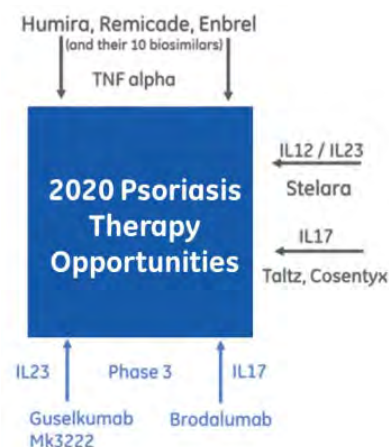 Humira, Remicade, Enbrel
(and their 10 biosimilars)
TNF alpha
2020 Psoriasis
Therapy
Opportunities
IL12 / IL23
Stelara
IL17
Taltz, Cosentyx
IL23
Phase 3
IL17
Guselkumab
Mk3222
Brodalumab